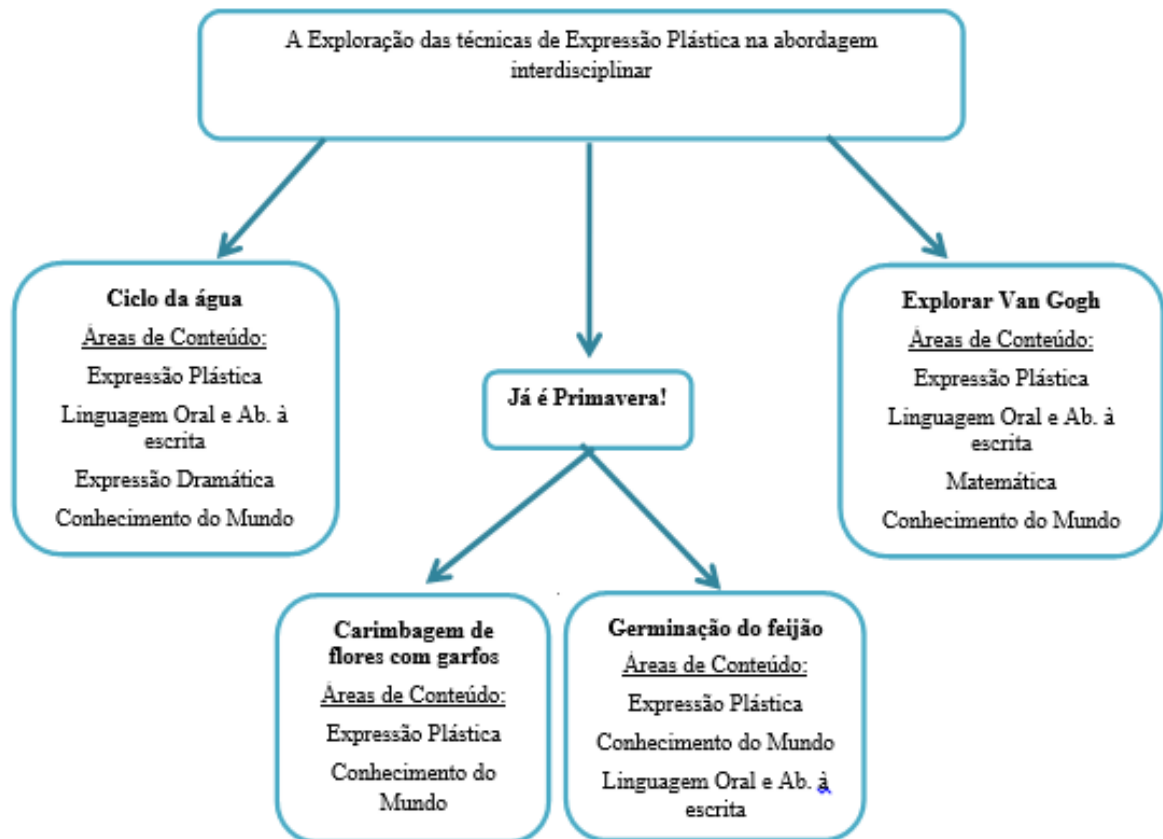 A Exploração das técnicas de Expressão Plástica na abordagem
interdisciplinar
Ciclo da água
Áreas de Conteúdo:
Expressão Plástica
Linguagem Oral e Ab. à
escrita
Expressão Dramática
Conhecimento do Mundo
Já é Primavera!
Explorar Van Gogh
Áreas de Conteúdo:
Expressão Plástica
Linguagem Oral e Ab. à
escrita
Matemática
Conhecimento do Mundo
Carimbagem de
flores com garfos
Áreas de Conteúdo:
Expressão Plástica
Conhecimento do
Mundo
Germinação do feijão
Áreas de Conteúdo:
Expressão Plástica
Conhecimento do Mundo
Linguagem Oral e Ab. à
escrita